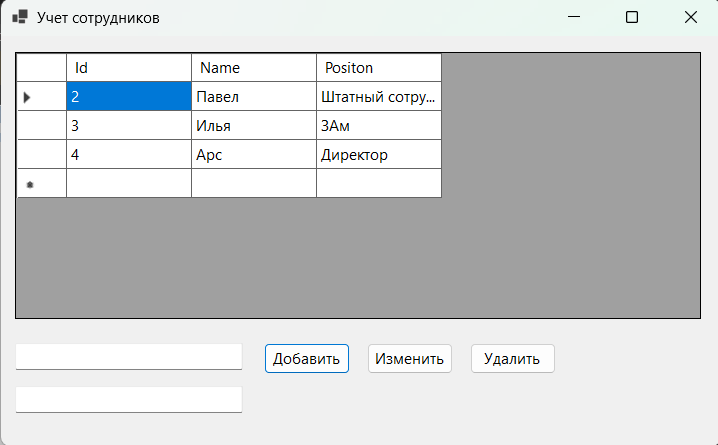 Учет сотрудников
Id Name Positon
2 Павел Штатный сотру...
3 Илья ЗАм
4 Арс Директор
Добавить Изменить Удалить